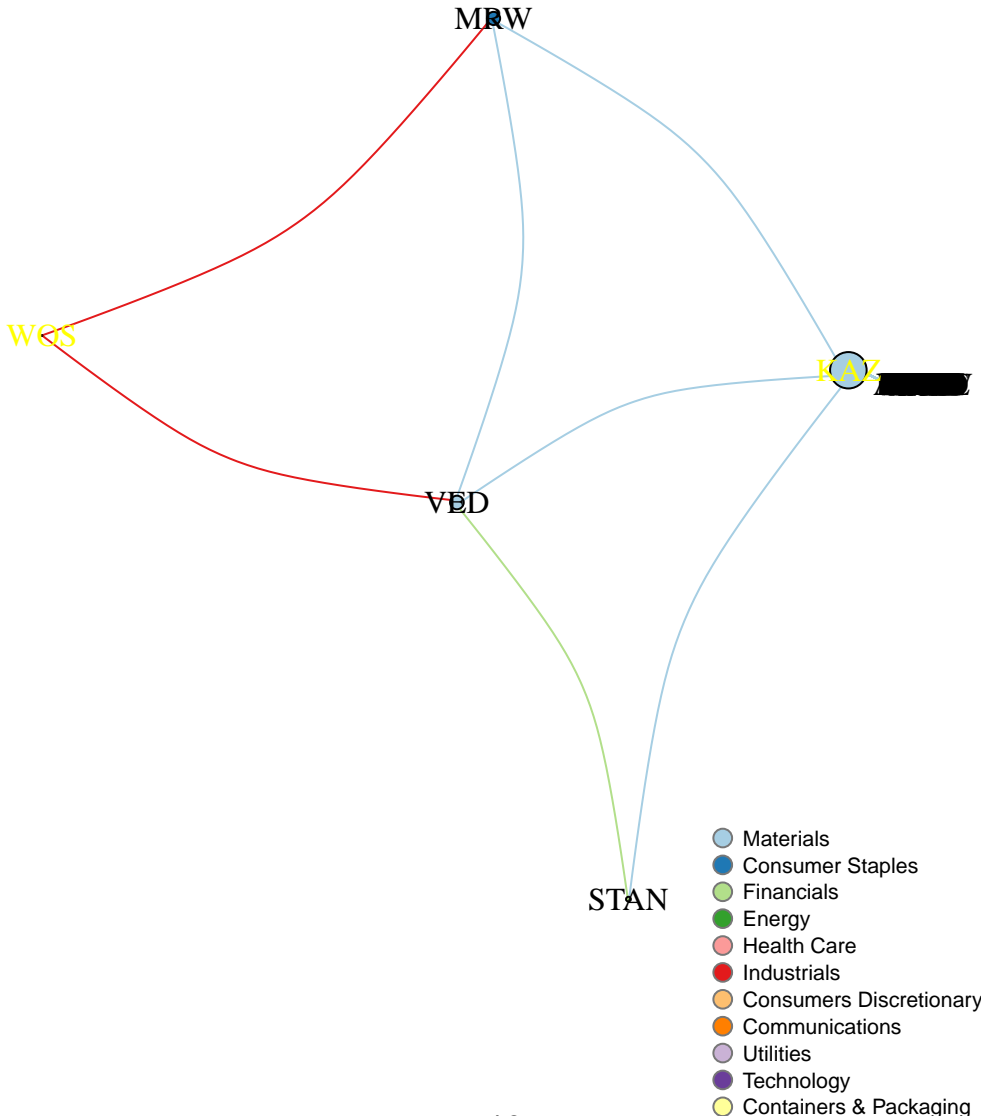 MRW
WOS
KAZ
VED
STAN
Materials
Consumer Staples
Financials
Energy
Health Care
Industrials
Consumers Discretionary
Communications
Utilities
Technology
Containers & Packaging